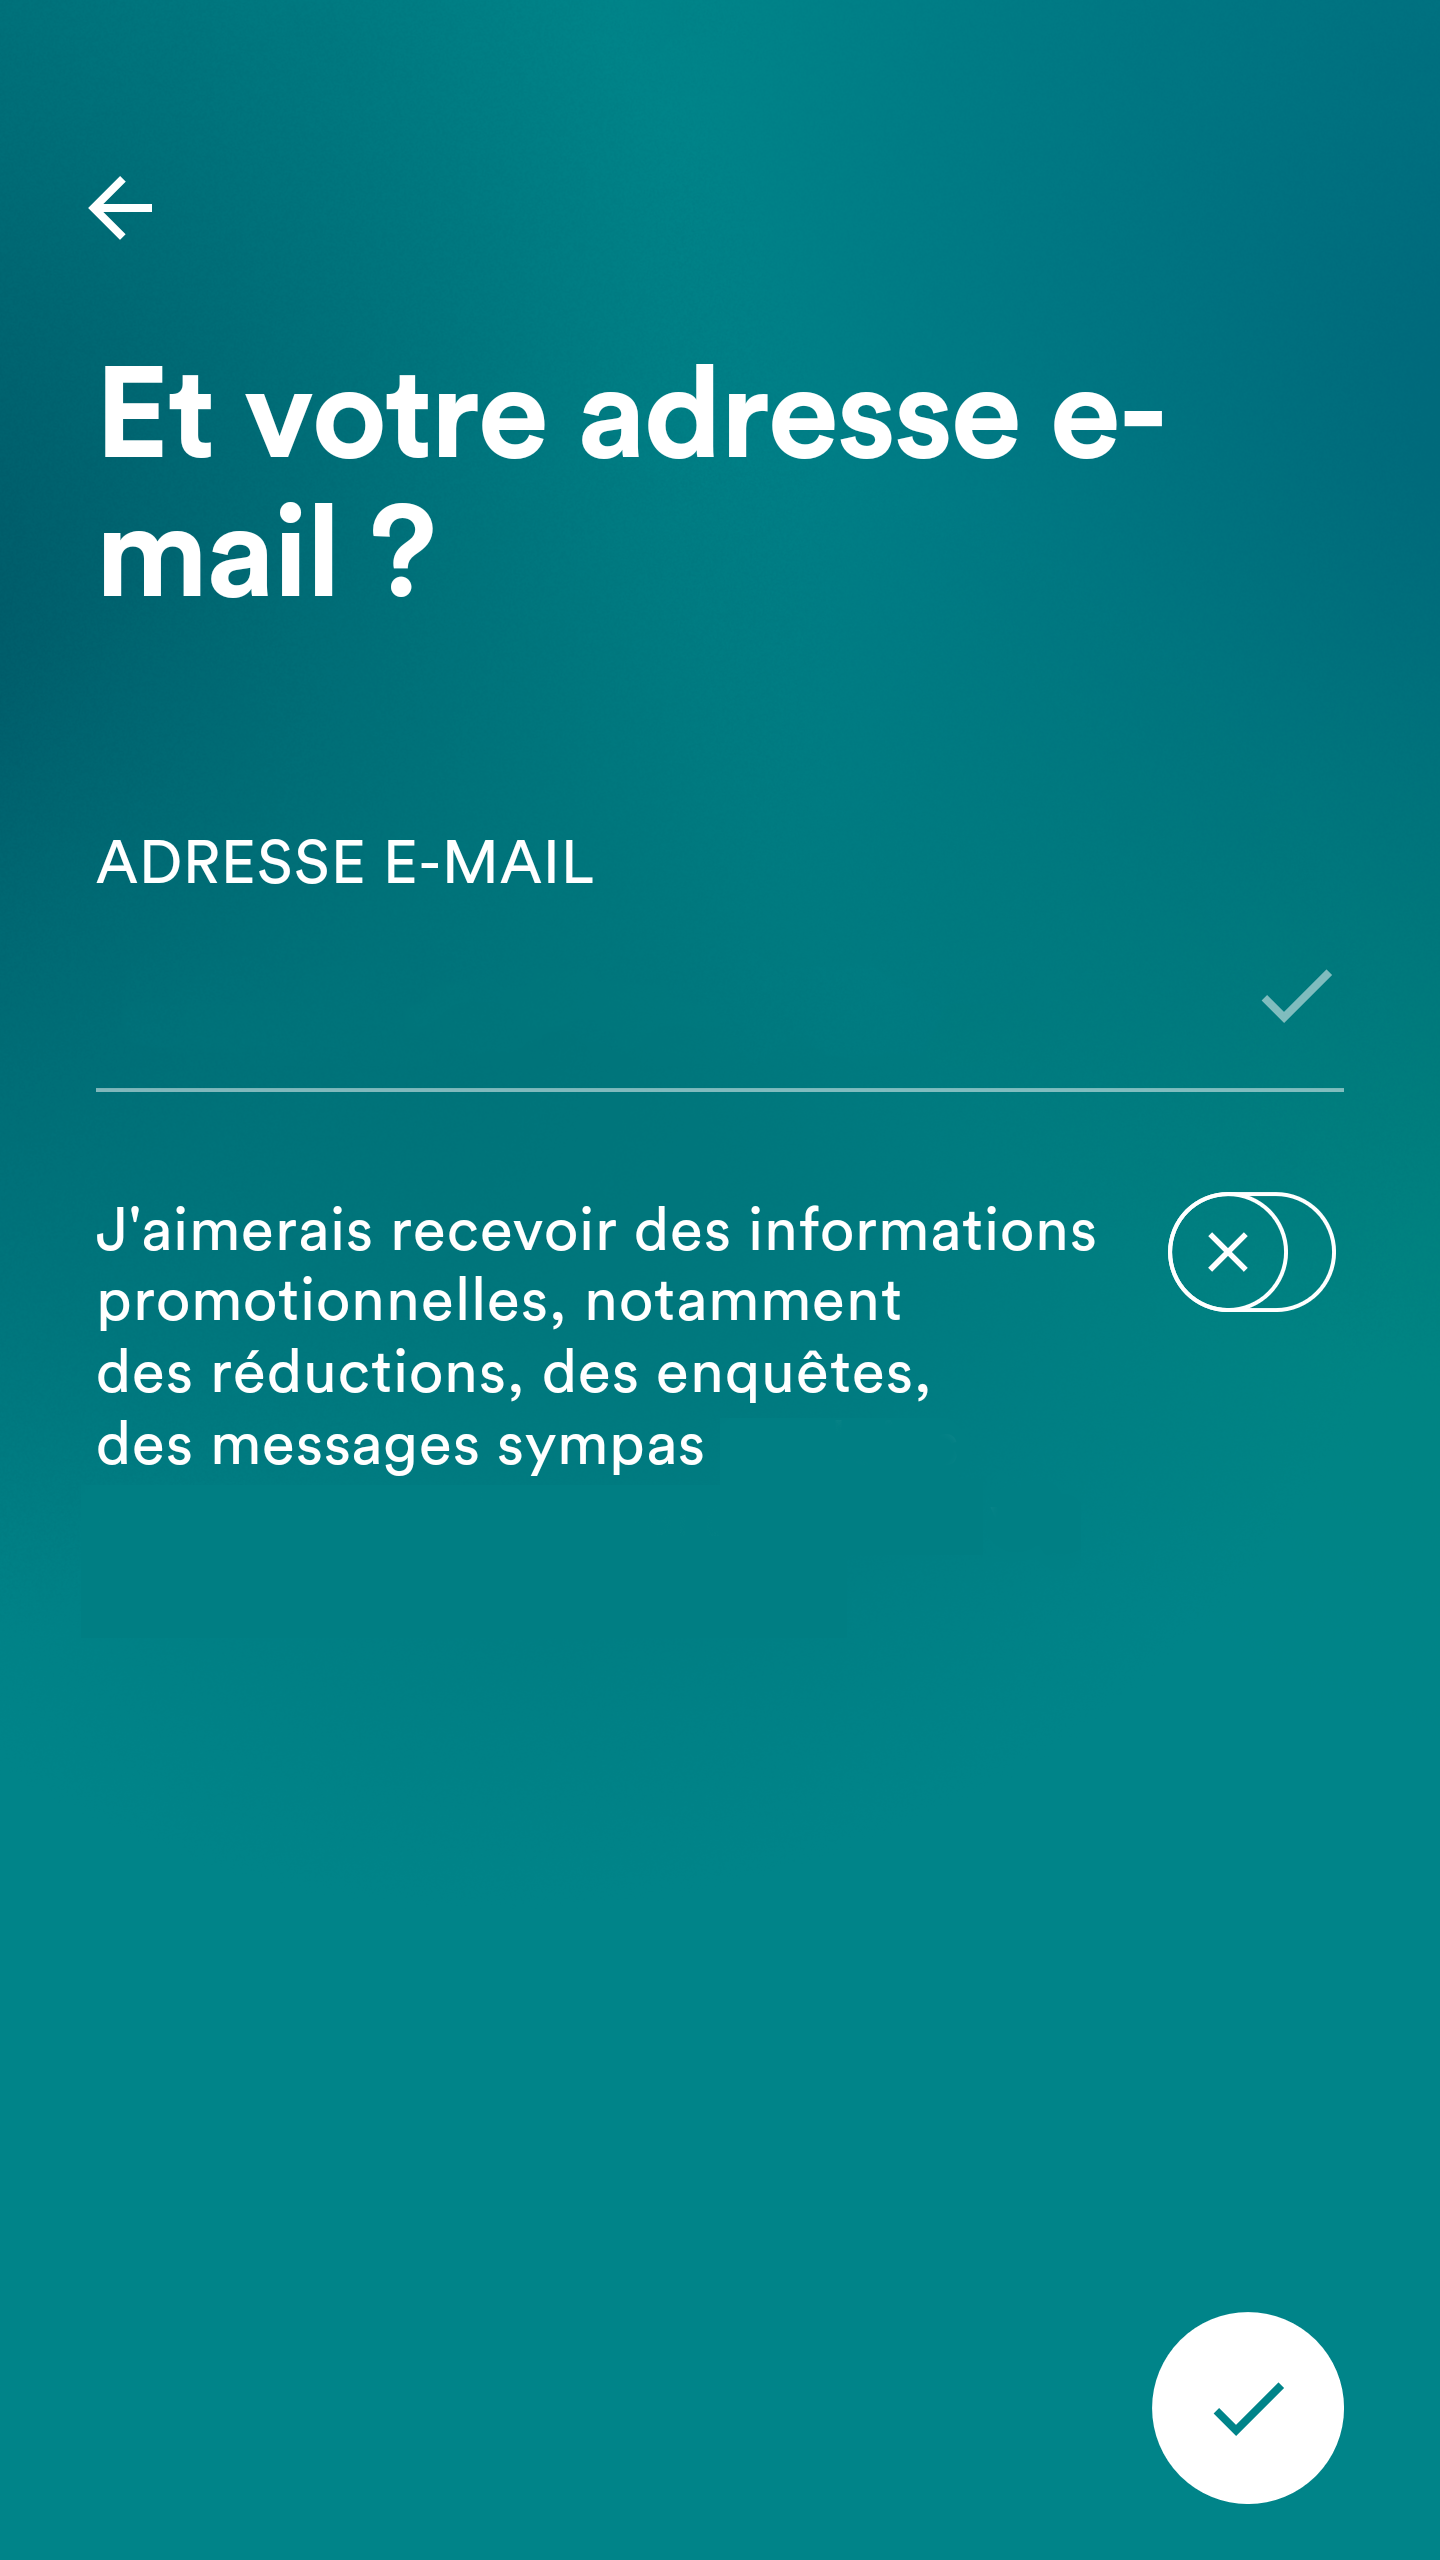 Et votre adresse e-
mail ?
ADRESSE E-MAIL
J'aimerais recevoir des informations
promotionnelles, notamment
des réductions, des enquêtes,
des messages sympas